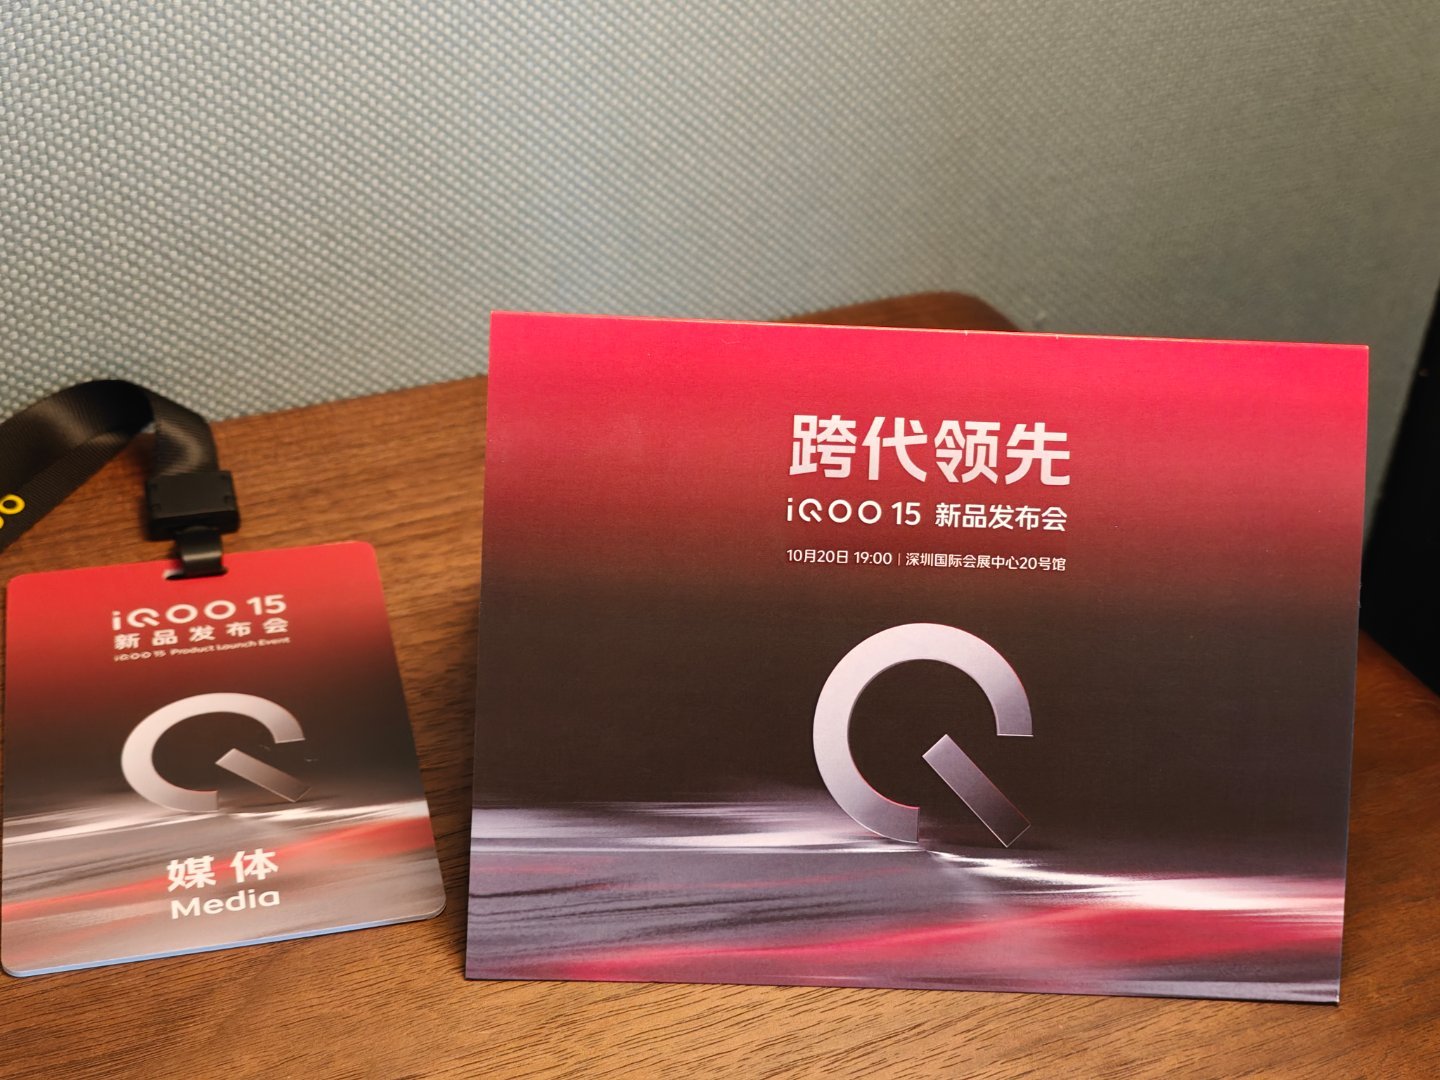 跨代领先
iQOO 15 新品发布会
10月20日 19:00 | 深圳国际会展中心20号馆
iQOO 15
新品发布会
iQOO 15 Product Launch Event
媒体
Media